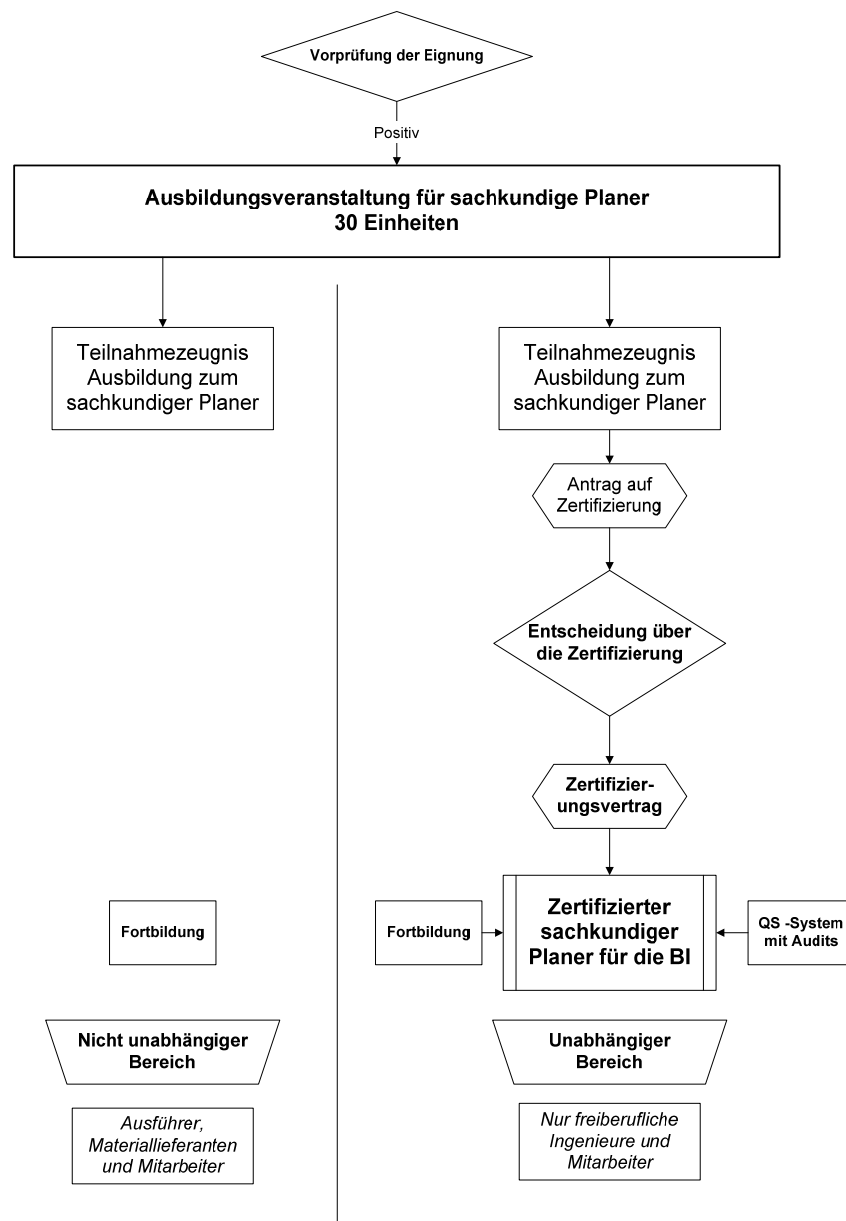 Vorprüfung der Eignung
Positiv
Ausbildungsveranstaltung für sachkundige Planer
30 Einheiten
Teilnahmezeugnis
Ausbildung zum
sachkundiger Planer
Teilnahmezeugnis
Ausbildung zum
sachkundiger Planer
Antrag auf
Zertifizierung
Entscheidung über
die Zertifizierung
Zertifizier-
ungsvertrag
Fortbildung
Fortbildung
Zertifizierter
sachkundiger
Planer für die BI
QS -System
mit Audits
Nicht unabhängiger
Bereich
Unabhängiger
Bereich
Ausführer,
Materiallieferanten
und Mitarbeiter
Nur freiberufliche
Ingenieure und
Mitarbeiter